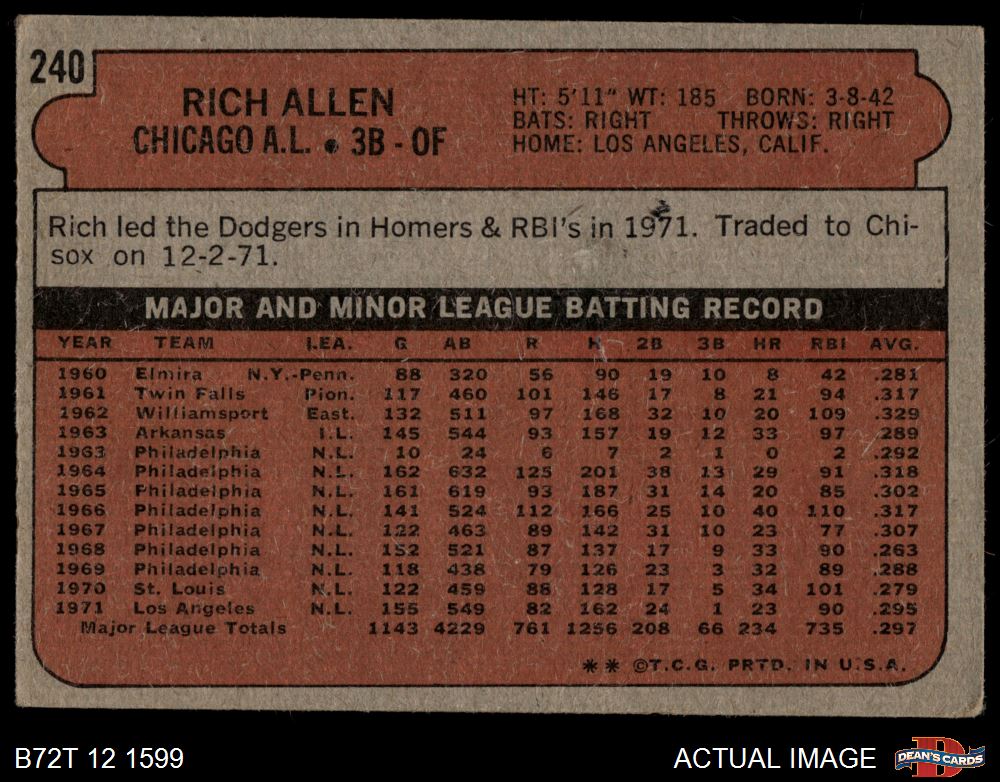 240
RICH ALLEN
CHICAGO A.L. • 3B - OF
HT: 5'11" WT: 185 BORN: 3-8-42
BATS: RIGHT THROWS: RIGHT
HOME: LOS ANGELES, CALIF.
Rich led the Dodgers in Homers & RBI's in 1971. Traded to Chi-
sox on 12-2-71.
MAJOR AND MINOR LEAGUE BATTING RECORD
YEAR TEAM LEA. G AB R H 2B 3B HR RBI AVG.
1960 Elmira N.Y.-Penn. 88 320 56 90 19 10 8 42 .281
1961 Twin Falls Pion. 117 460 101 146 17 8 21 94 .317
1962 Williamsport East. 132 511 97 168 32 10 20 109 .329
1963 Arkansas I.L. 145 544 93 157 19 12 33 97 .289
1963 Philadelphia N.L. 10 24 6 7 2 1 0 2 .292
1964 Philadelphia N.L. 162 632 125 201 38 13 29 91 .318
1965 Philadelphia N.L. 161 619 93 187 31 14 20 85 .302
1966 Philadelphia N.L. 141 524 112 166 25 10 40 110 .317
1967 Philadelphia N.L. 122 463 89 142 31 10 23 77 .307
1968 Philadelphia N.L. 152 521 87 137 17 9 33 90 .263
1969 Philadelphia N.L. 118 438 79 126 23 3 32 89 .288
1970 St. Louis N.L. 122 459 88 128 17 5 34 101 .279
1971 Los Angeles N.L. 155 549 82 162 24 1 23 90 .295
Major League Totals 1143 4229 761 1256 208 66 234 735 .297
** ©T.C.G. PRTD. IN U.S.A.
B72T 12 1599
ACTUAL IMAGE
D
DEAN'S CARDS